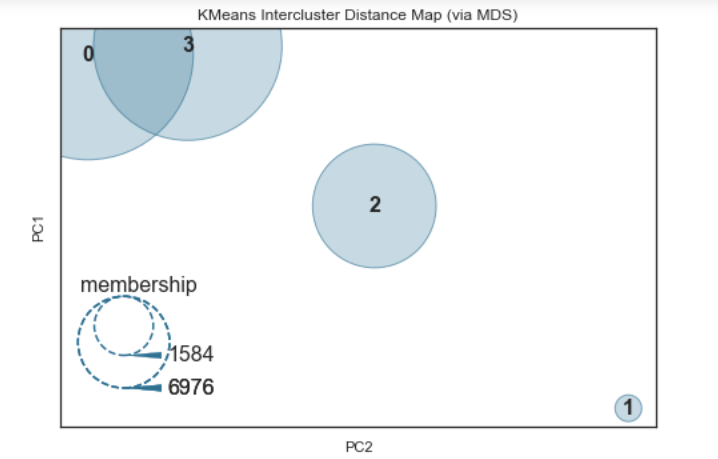 KMeans Intercluster Distance Map (via MDS)
0
3
2
PC1
membership
1584
6976
1
PC2